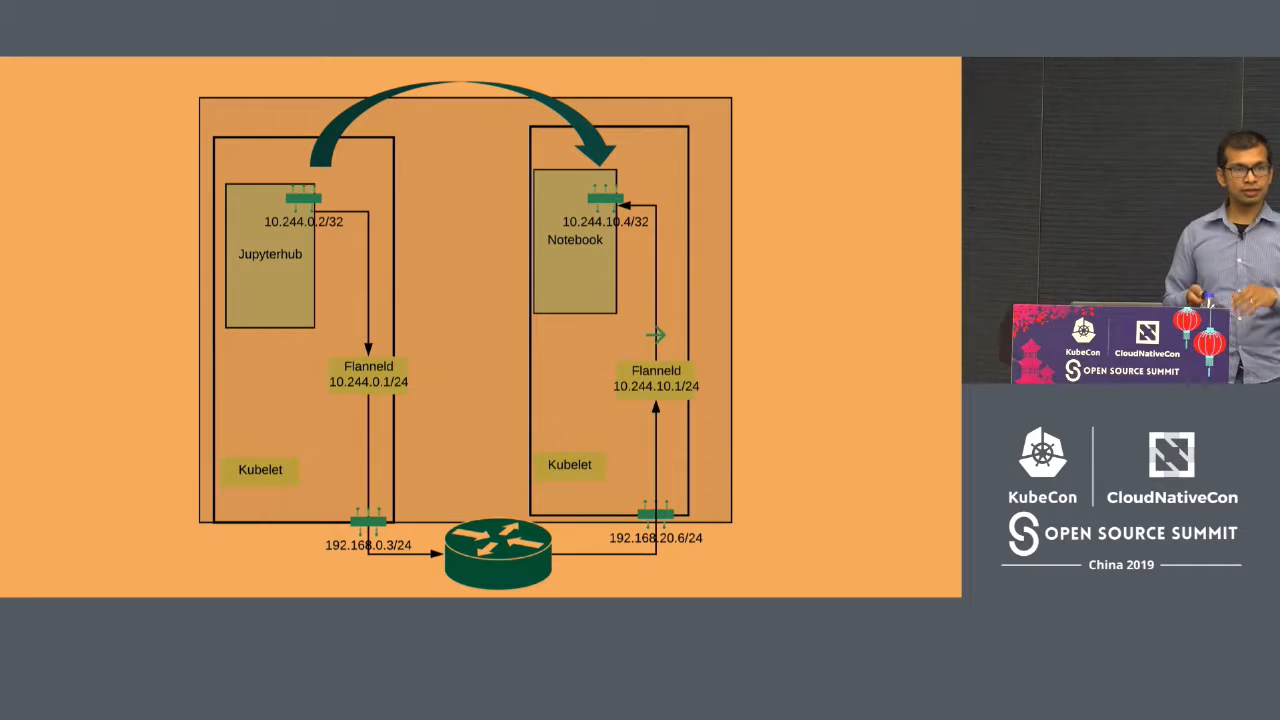 10.244.0.2/32
Jupyterhub
Flanneld
10.244.0.1/24
Kubelet
192.168.0.3/24
10.244.10.4/32
Notebook
Flanneld
10.244.10.1/24
Kubelet
192.168.20.6/24
KubeCon
CloudNativeCon
OPEN SOURCE SUMMIT
KubeCon
CloudNativeCon
OPEN SOURCE SUMMIT
China 2019